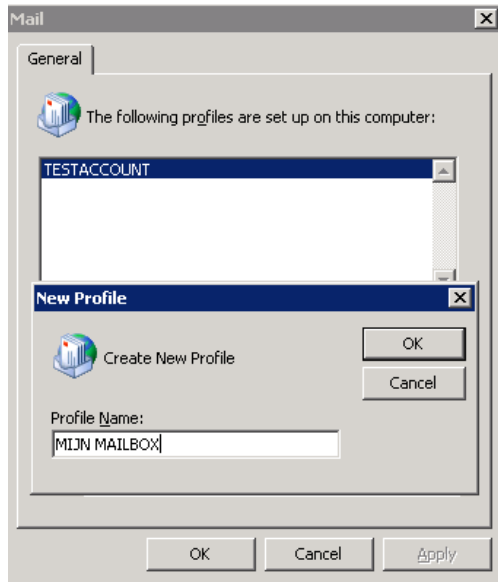 Mail
General
The following profiles are set up on this computer:
TESTACCOUNT
New Profile
Create New Profile
OK
Cancel
Profile Name:
MIJN MAILBOX
OK
Cancel
Apply